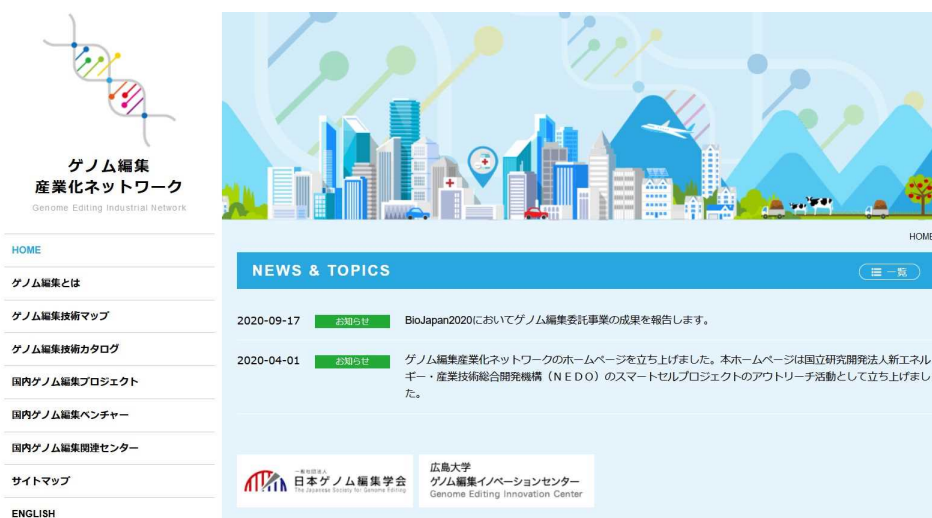 ゲノム編集
産業化ネットワーク
Genome Editing Industrial Network
HOME
ゲノム編集とは
ゲノム編集技術マップ
ゲノム編集技術カタログ
国内ゲノム編集プロジェクト
国内ゲノム編集ベンチャー
国内ゲノム編集関連センター
サイトマップ
ENGLISH
HOME
NEWS & TOPICS
一覧
2020-09-17 お知らせ BioJapan2020においてゲノム編集委託事業の成果を報告します。
2020-04-01 お知らせ ゲノム編集産業化ネットワークのホームページを立ち上げました。本ホームページは国立研究開発法人新エネル
ギー・産業技術総合開発機構（ＮＥＤＯ）のスマートセルプロジェクトのアウトリーチ活動として立ち上げまし
た。
一般社団法人
日本ゲノム編集学会
The Japanese Society for Genome Editing
広島大学
ゲノム編集イノベーションセンター
Genome Editing Innovation Center